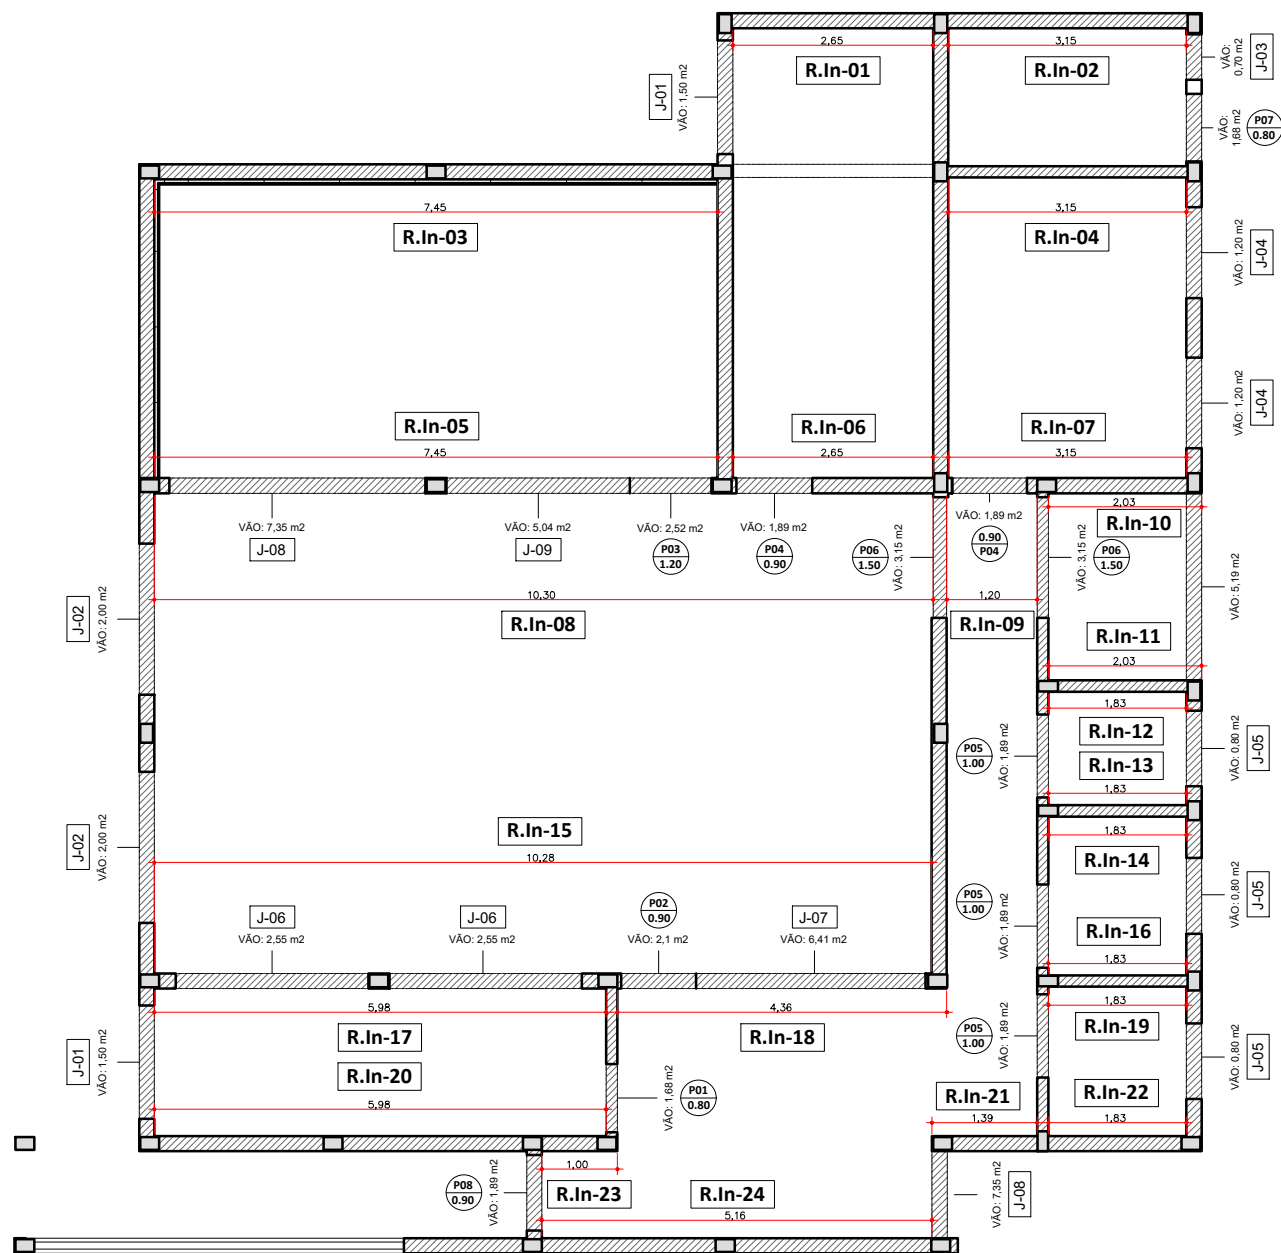 2,65
3,15
R.In-01
R.In-02
J-01
VÃO: 1,50 m2
VÃO:
0,70 m2
J-03
VÃO:
1,68 m2
P07
0.80
7,45
3,15
R.In-03
R.In-04
VÃO: 1,20 m2
J-04
VÃO: 1,20 m2
J-04
R.In-05
R.In-06
R.In-07
7,45
2,65
3,15
VÃO: 7,35 m2
J-08
VÃO: 5,04 m2
J-09
VÃO: 2,52 m2
P03
1.20
VÃO: 1,89 m2
P04
0.90
P06
1.50
VÃO: 3,15 m2
VÃO: 1,89 m2
0.90
P04
2,03
R.In-10
VÃO: 3,15 m2
P06
1.50
VÃO: 5,19 m2
10,30
1,20
J-02
VÃO: 2,00 m2
R.In-08
R.In-09
R.In-11
2,03
1,83
R.In-12
R.In-13
1,83
P05
1.00
VÃO: 1,89 m2
VÃO: 0,80 m2
J-05
J-02
VÃO: 2,00 m2
R.In-15
10,28
1,83
R.In-14
P05
1.00
VÃO: 1,89 m2
VÃO: 0,80 m2
J-05
J-06
VÃO: 2,55 m2
J-06
VÃO: 2,55 m2
P02
0.90
VÃO: 2,1 m2
J-07
VÃO: 6,41 m2
R.In-16
1,83
5,98
4,36
1,83
R.In-17
R.In-18
R.In-19
J-01
VÃO: 1,50 m2
R.In-20
5,98
VÃO: 1,68 m2
P01
0.80
P05
1.00
VÃO: 1,89 m2
VÃO: 0,80 m2
J-05
R.In-21
R.In-22
1,39
1,83
1,00
P08
0.90
VÃO: 1,89 m2
R.In-23
R.In-24
5,16
VÃO: 7,35 m2
J-08